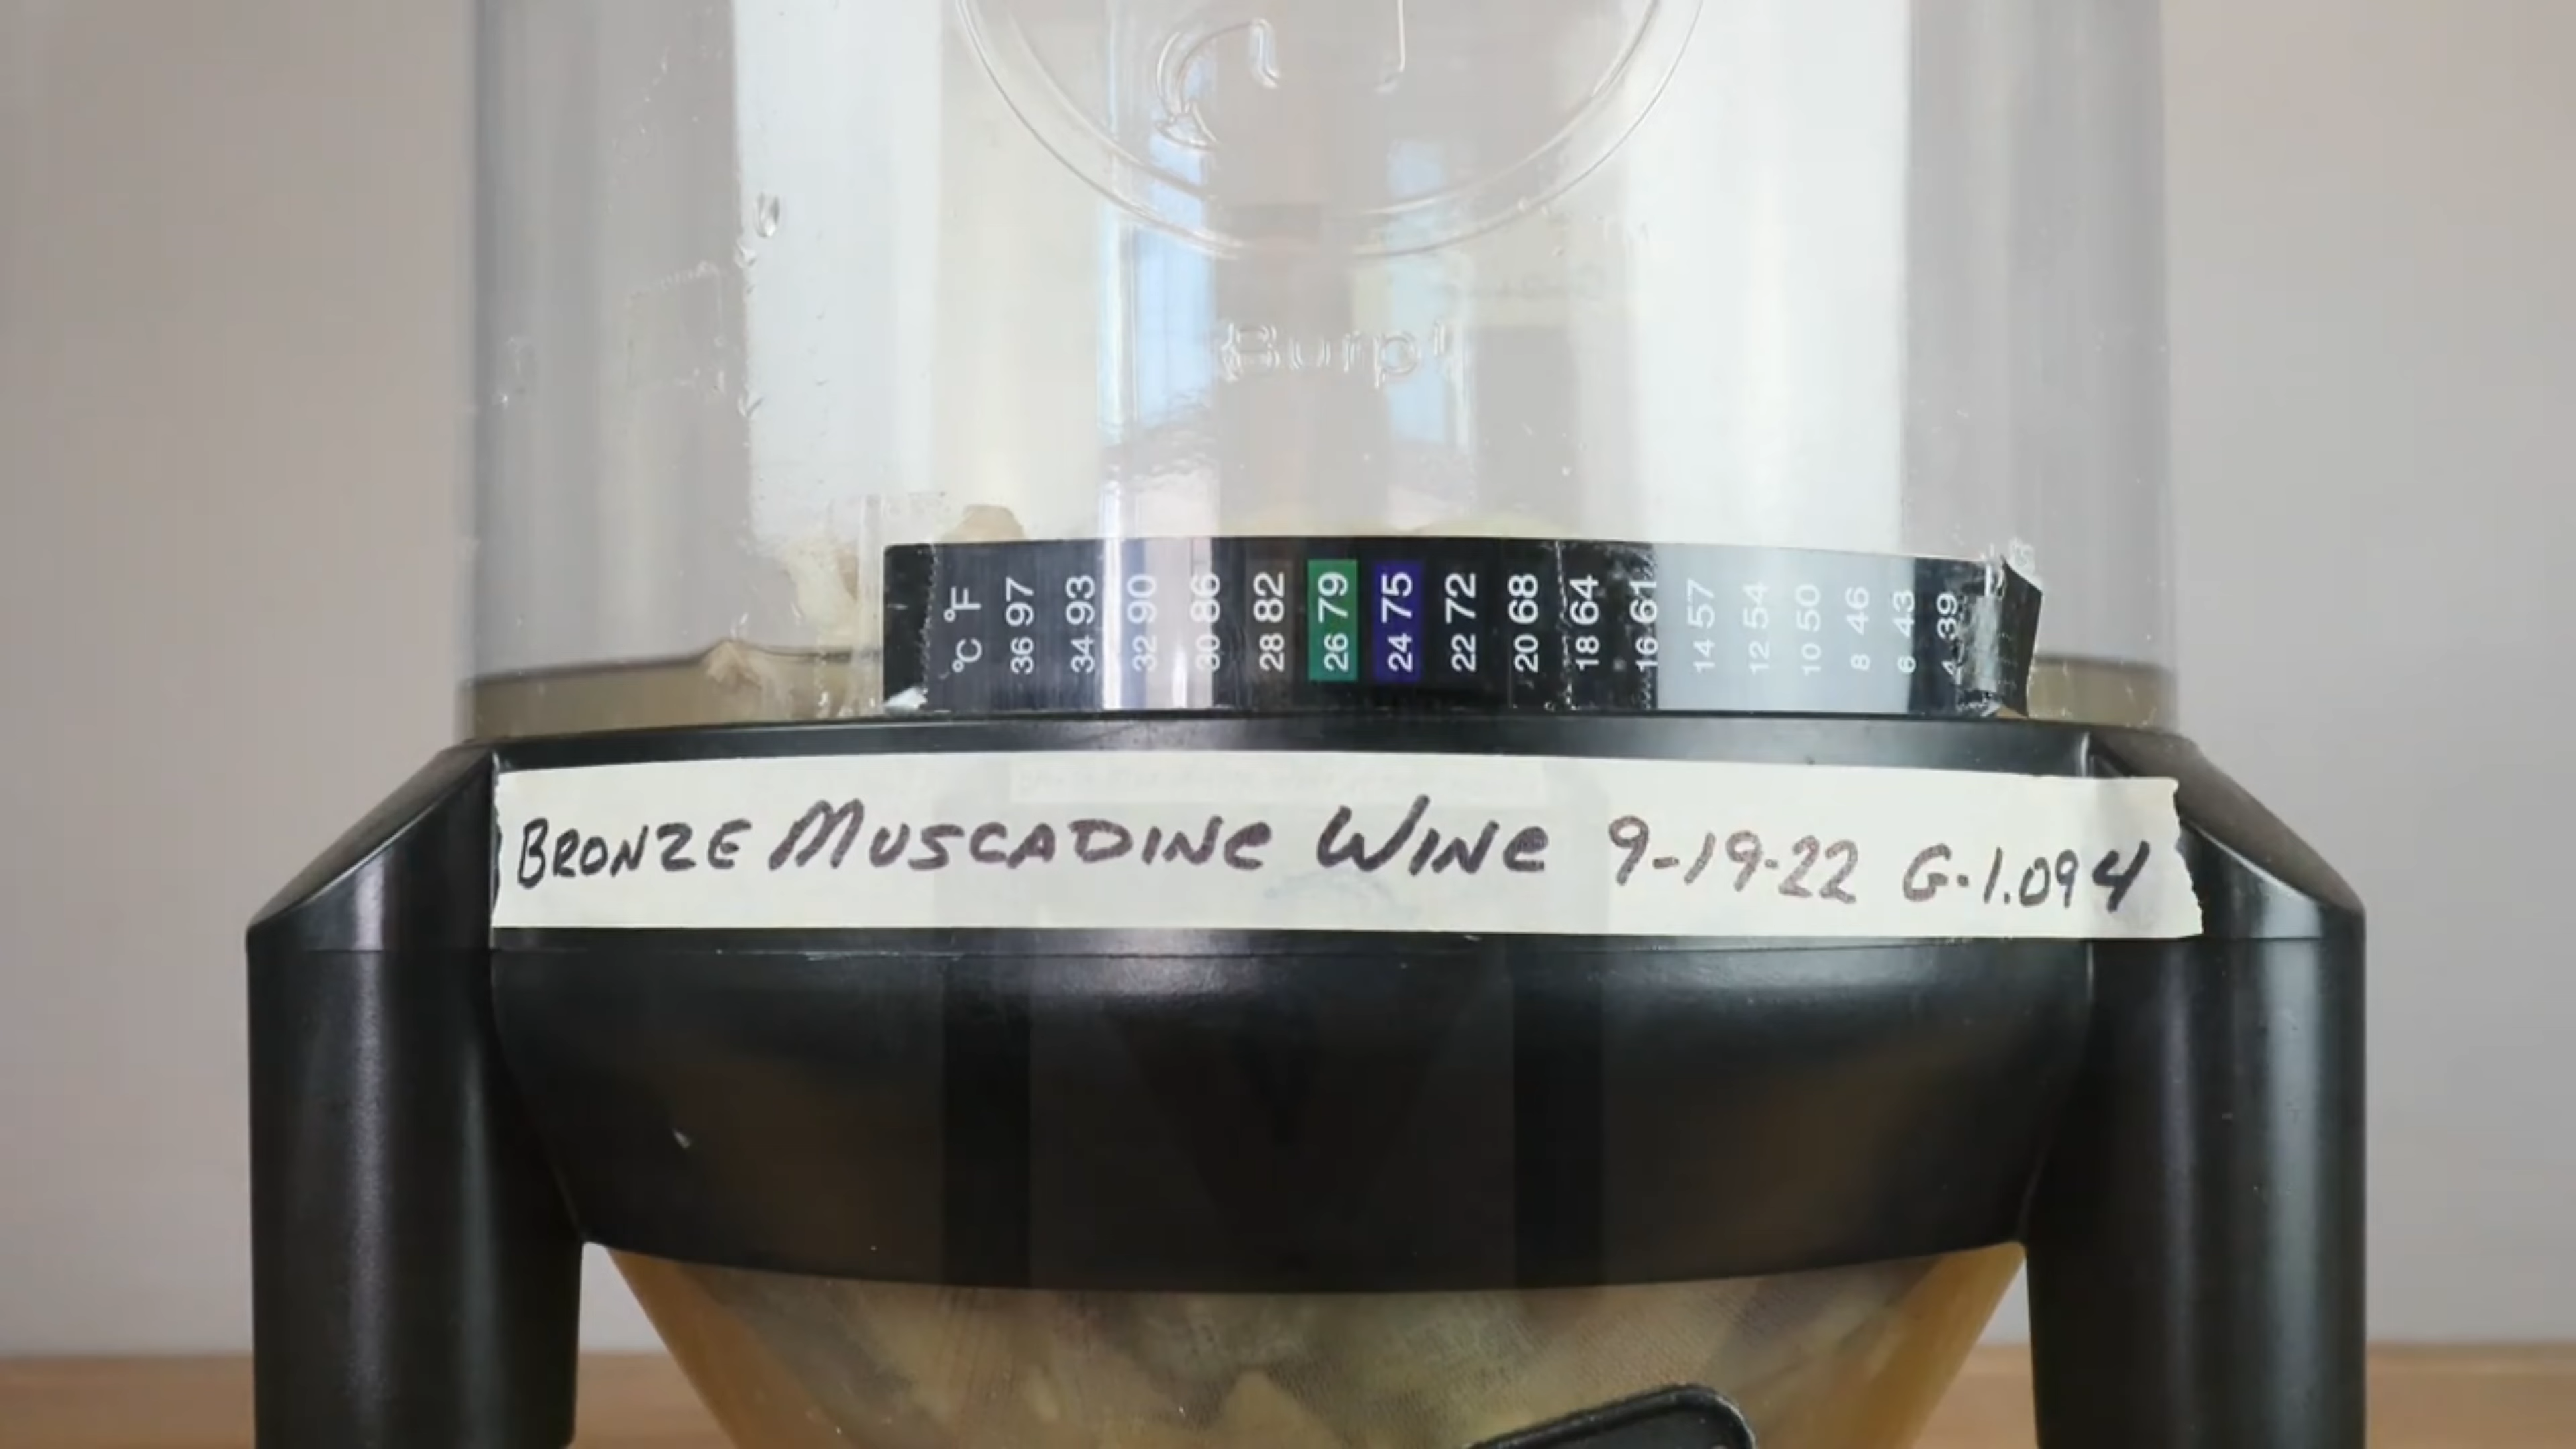 Burp!
°F 97 93 90 86 82 79 75 72 68 64 61 57 54 50 46 43 39
°C 36 34 32 30 28 26 24 22 20 18 16 14 12 10 8 6 4
BRONZE MUSCADINE WINE 9-19-22 G-1.094